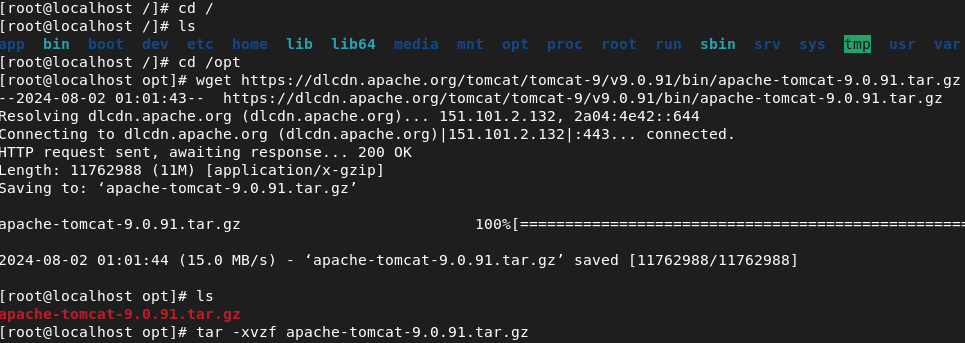 [root@localhost /]# cd /
[root@localhost /]# ls
app bin boot dev etc home lib lib64 media mnt opt proc root run sbin srv sys tmp usr var
[root@localhost /]# cd /opt
[root@localhost opt]# wget https://dlcdn.apache.org/tomcat/tomcat-9/v9.0.91/bin/apache-tomcat-9.0.91.tar.gz
--2024-08-02 01:01:43--  https://dlcdn.apache.org/tomcat/tomcat-9/v9.0.91/bin/apache-tomcat-9.0.91.tar.gz
Resolving dlcdn.apache.org (dlcdn.apache.org)... 151.101.2.132, 2a04:4e42::644
Connecting to dlcdn.apache.org (dlcdn.apache.org)|151.101.2.132|:443... connected.
HTTP request sent, awaiting response... 200 OK
Length: 11762988 (11M) [application/x-gzip]
Saving to: ‘apache-tomcat-9.0.91.tar.gz’
apache-tomcat-9.0.91.tar.gz 100%[==================================================
2024-08-02 01:01:44 (15.0 MB/s) - ‘apache-tomcat-9.0.91.tar.gz’ saved [11762988/11762988]
[root@localhost opt]# ls
apache-tomcat-9.0.91.tar.gz
[root@localhost opt]# tar -xvzf apache-tomcat-9.0.91.tar.gz